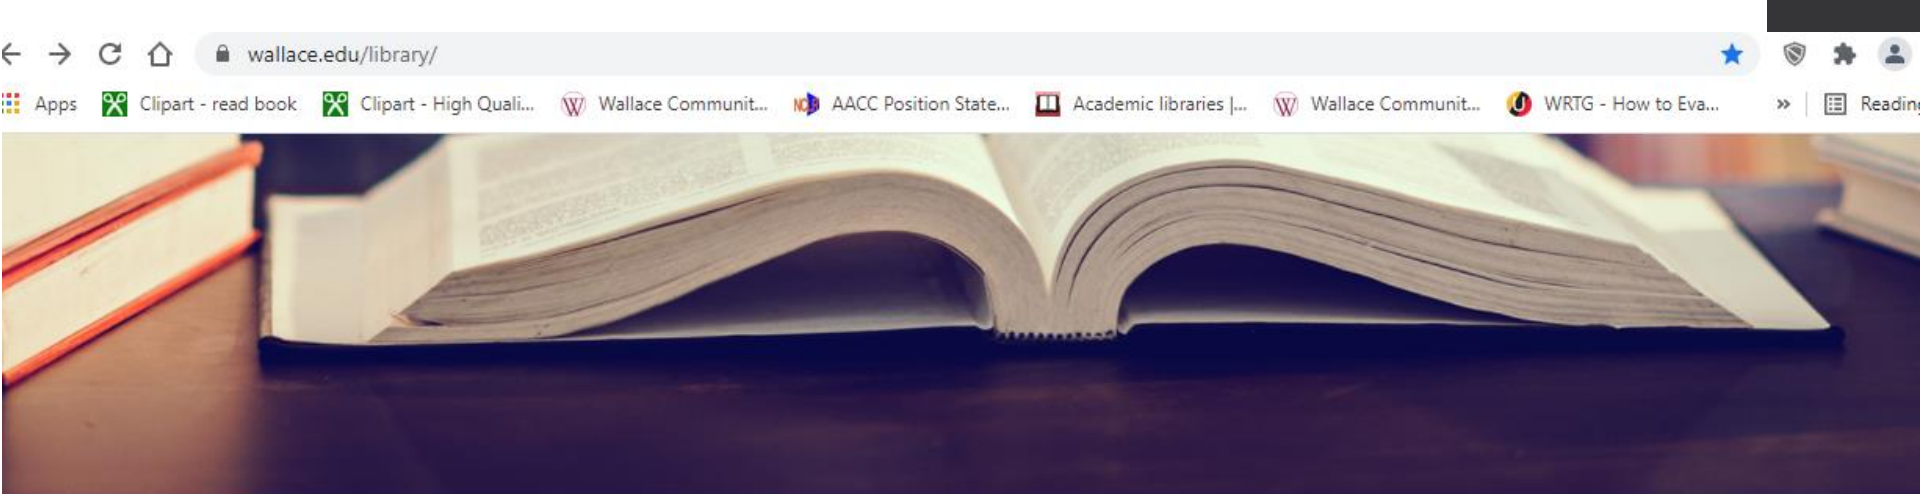 wallace.edu/library/
Apps Clipart - read book Clipart - High Quali... Wallace Communit... AACC Position State... Academic libraries |... Wallace Communit... WRTG - How to Eva... » Reading